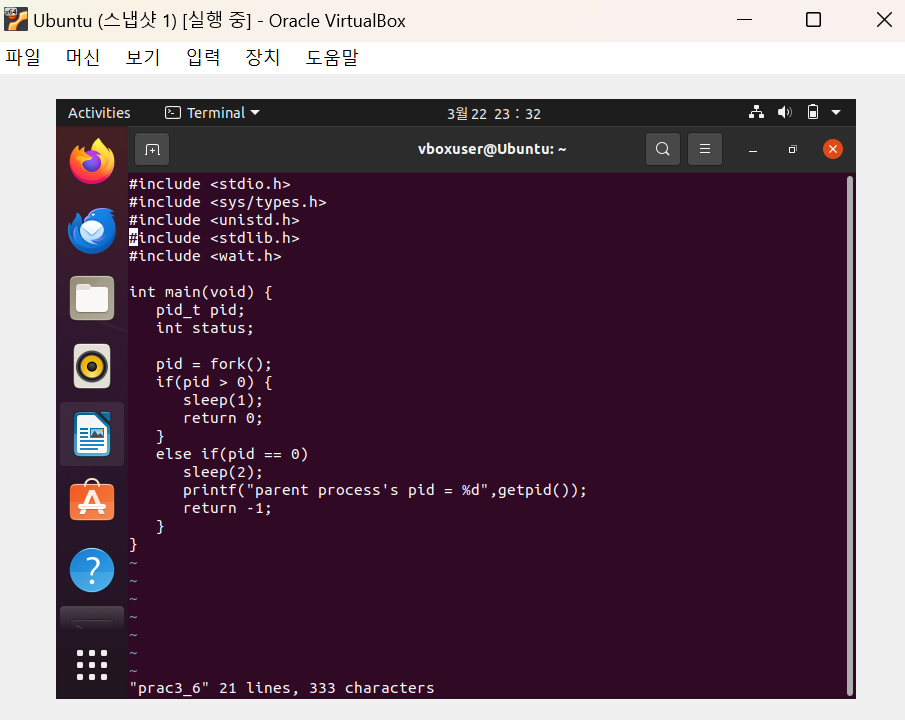 Ubuntu (스냅샷 1) [실행 중] - Oracle VirtualBox
파일 머신 보기 입력 장치 도움말
Activities Terminal 3월 22 23 : 32
vboxuser@Ubuntu: ~
#include <stdio.h>
#include <sys/types.h>
#include <unistd.h>
#include <stdlib.h>
#include <wait.h>
int main(void) {
   pid_t pid;
   int status;
   pid = fork();
   if(pid > 0) {
      sleep(1);
      return 0;
   }
   else if(pid == 0)
      sleep(2);
      printf("parent process's pid = %d",getpid());
      return -1;
   }
}
~
~
~
~
~
~
~
"prac3_6" 21 lines, 333 characters